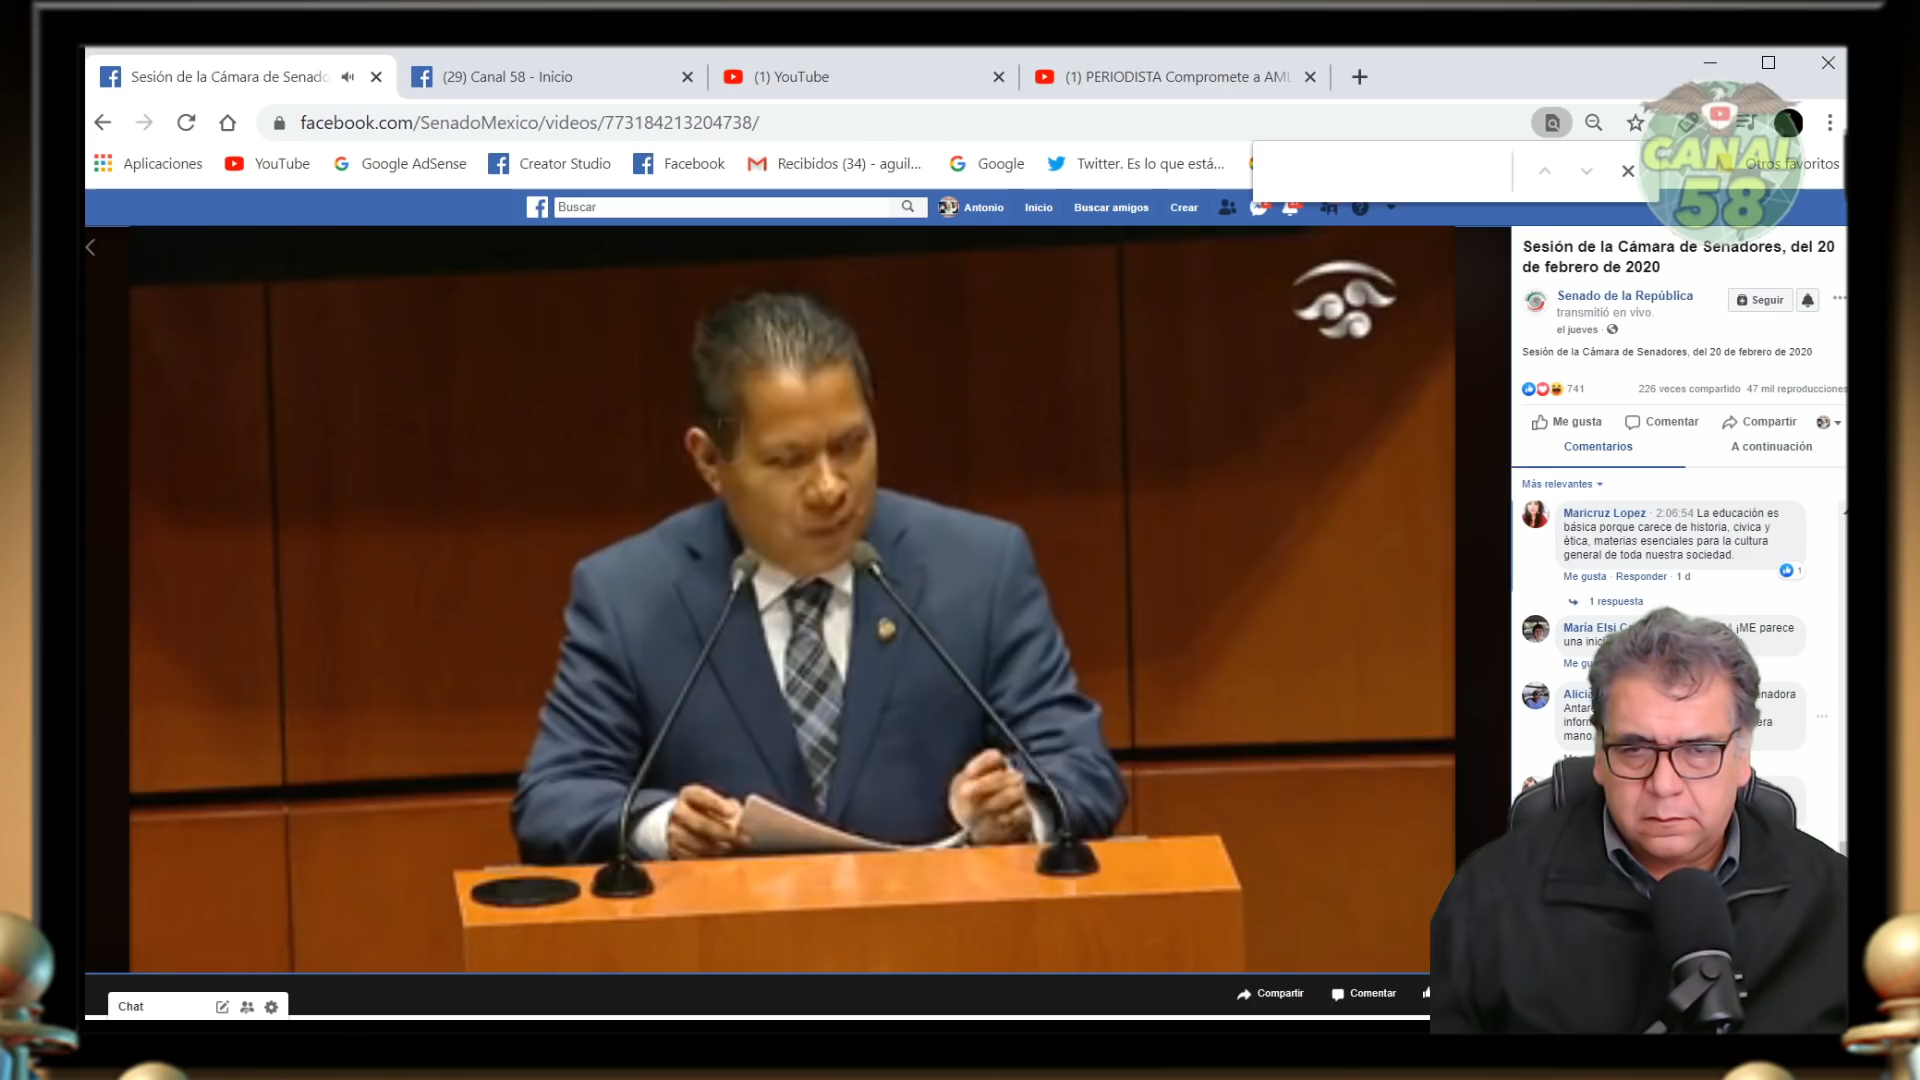 Sesión de la Cámara de Senado
(29) Canal 58 - Inicio
(1) YouTube
(1) PERIODISTA Compromete a AML
facebook.com/SenadoMexico/videos/773184213204738/
Aplicaciones
YouTube
Google AdSense
Creator Studio
Facebook
Recibidos (34) - aguil...
Google
Twitter. Es lo que está...
Otros favoritos
CANAL
58
Buscar
Antonio
Inicio
Buscar amigos
Crear
Sesión de la Cámara de Senadores, del 20
de febrero de 2020
Senado de la República
transmitió en vivo.
el jueves ·
Seguir
Sesión de la Cámara de Senadores, del 20 de febrero de 2020
741
226 veces compartido 47 mil reproducciones
Me gusta
Comentar
Compartir
Comentarios
A continuación
Más relevantes
Maricruz Lopez · 2:06:54 La educación es
básica porque carece de historia, civica y
ética, materias esenciales para la cultura
general de toda nuestra sociedad.
1
Me gusta · Responder · 1 d
1 respuesta
María Elsi ¡ME parece
una
Me
Compartir
Comentar
Chat